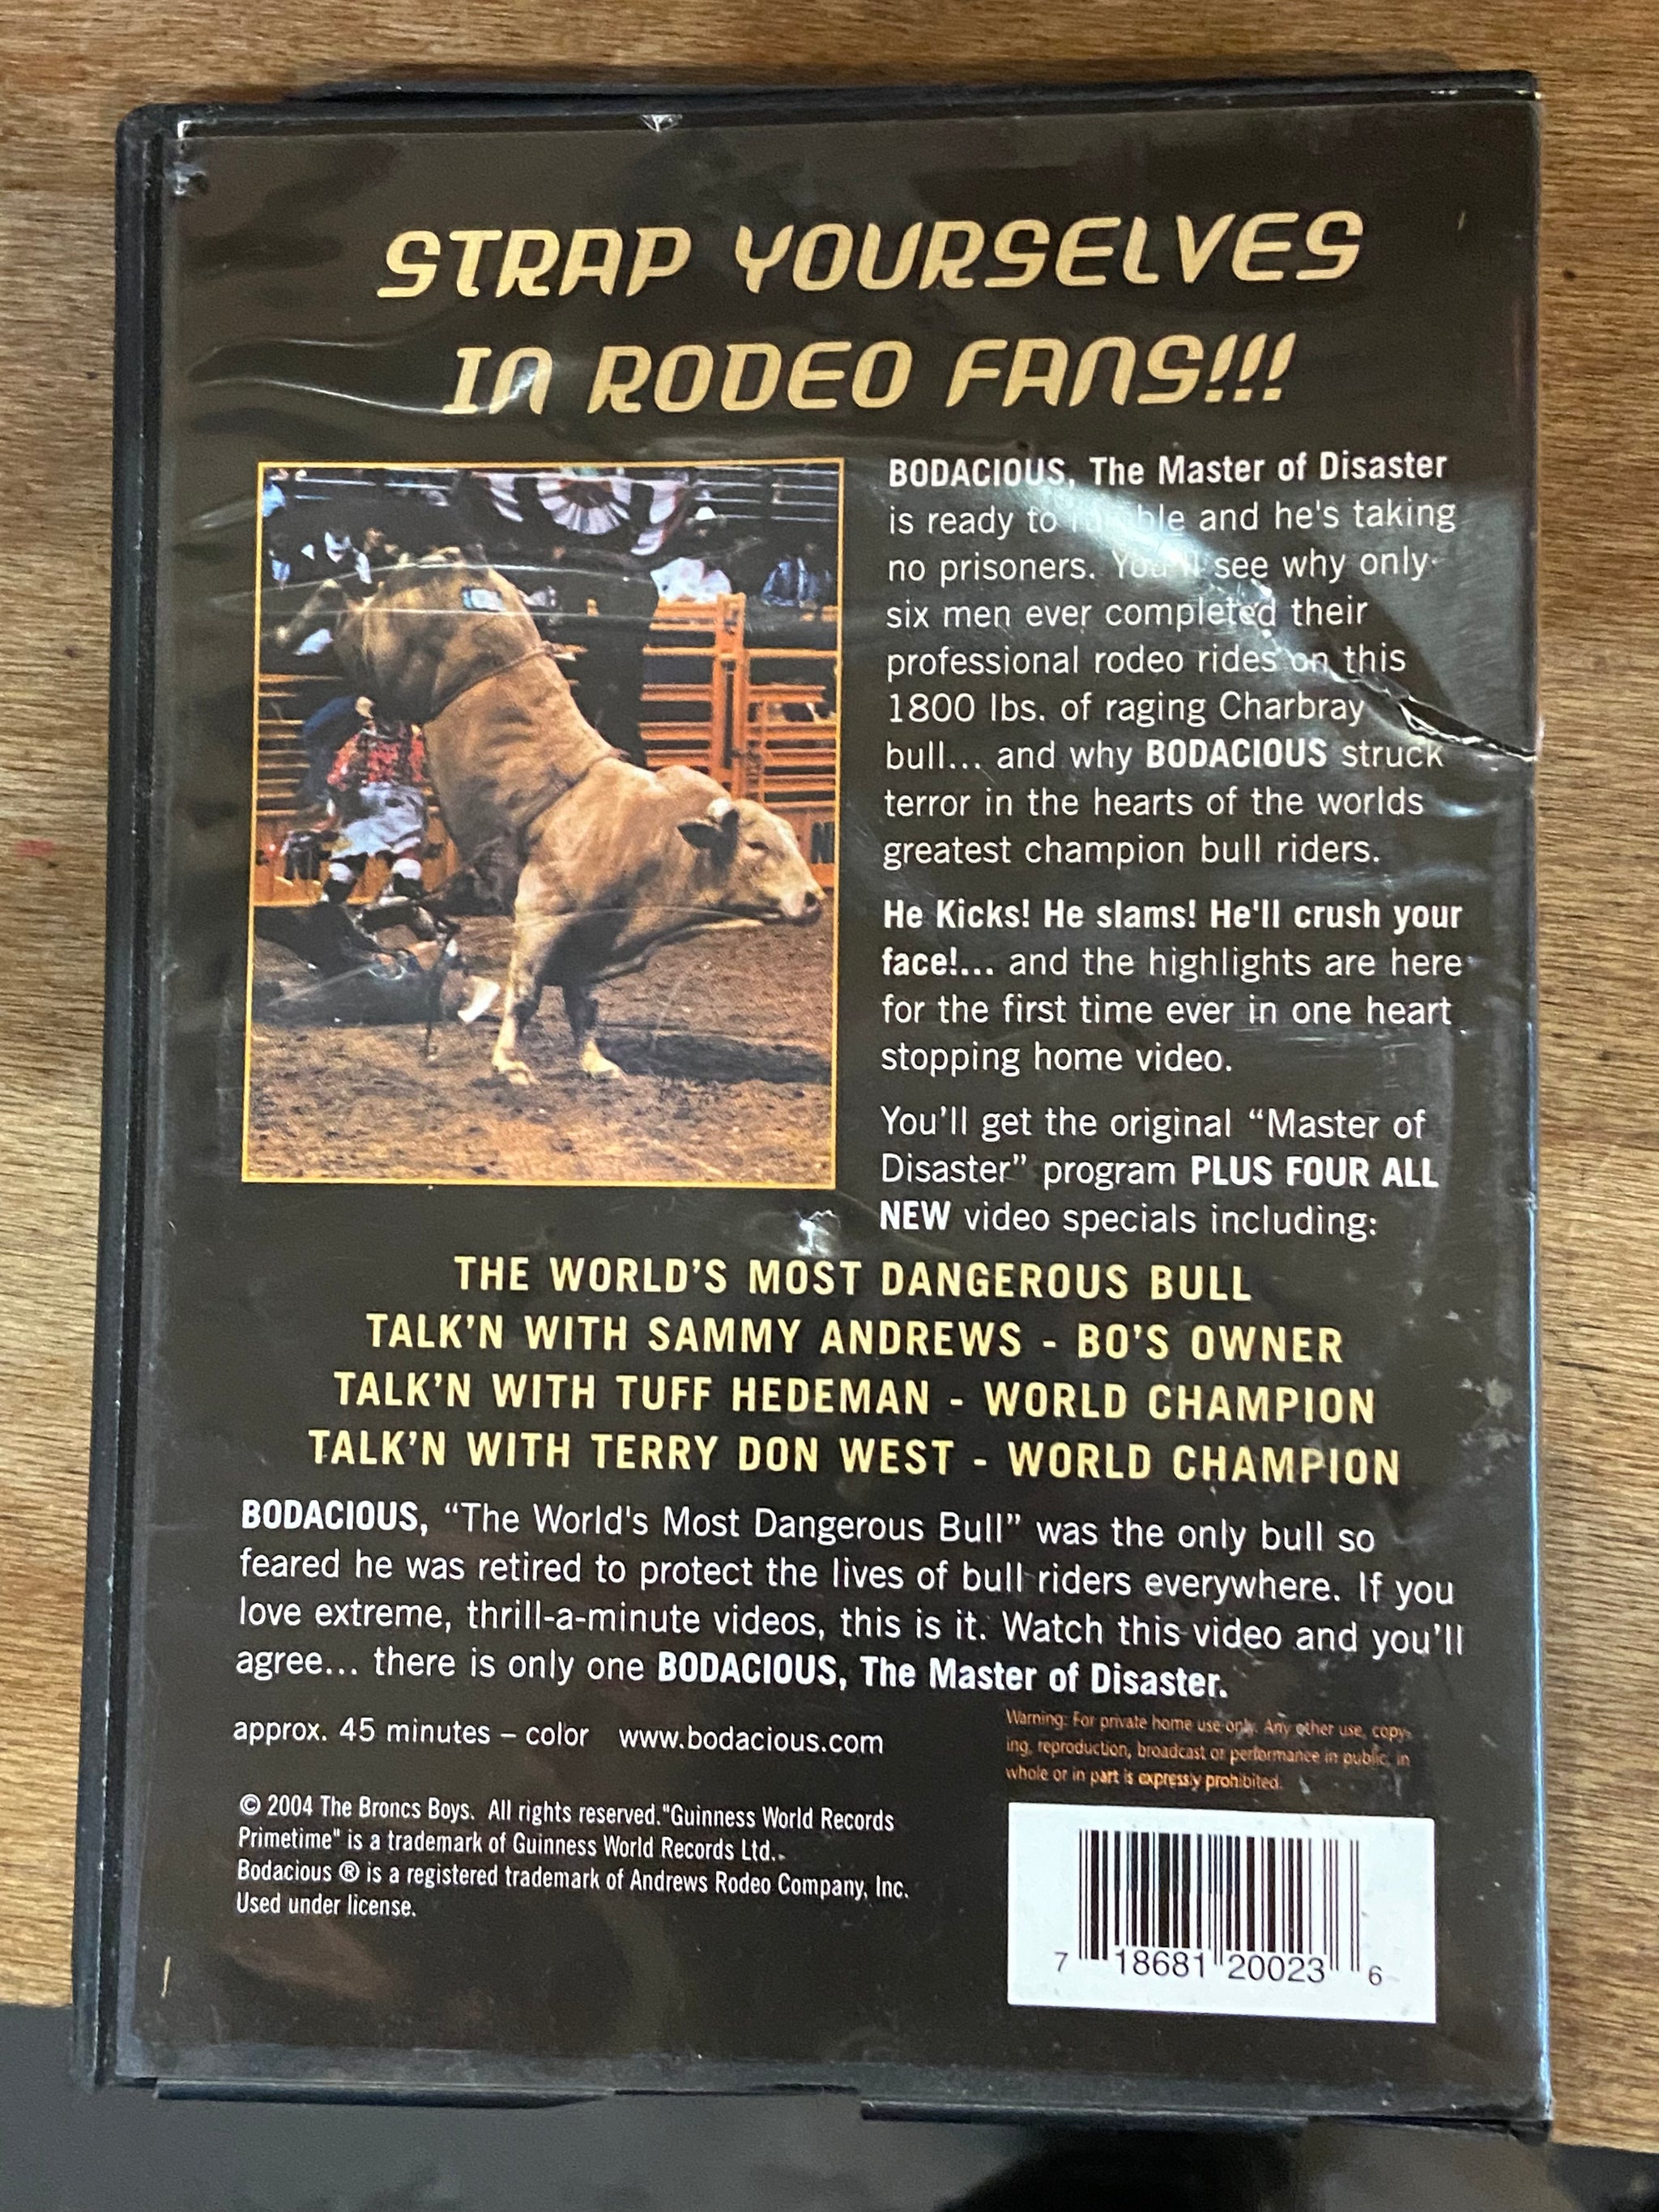 STRAP YOURSELVES
IN RODEO FANS!!!
BODACIOUS, The Master of Disaster
is ready to and he's taking
no prisoners. You'll see why only
six men ever completed their
professional rodeo rides on this
1800 lbs. of raging Charbray
bull... and why BODACIOUS struck
terror in the hearts of the worlds
greatest champion bull riders.
He Kicks! He slams! He'll crush your
face!... and the highlights are here
for the first time ever in one heart
stopping home video.
You'll get the original “Master of
Disaster” program PLUS FOUR ALL
NEW video specials including:
THE WORLD'S MOST DANGEROUS BULL
TALK'N WITH SAMMY ANDREWS - BO'S OWNER
TALK'N WITH TUFF HEDEMAN - WORLD CHAMPION
TALK'N WITH TERRY DON WEST - WORLD CHAMPION
BODACIOUS, “The World's Most Dangerous Bull” was the only bull so
feared he was retired to protect the lives of bull riders everywhere. If you
love extreme, thrill-a-minute videos, this is it. Watch this video and you'll
agree... there is only one BODACIOUS, The Master of Disaster.
approx. 45 minutes – color www.bodacious.com
Warning: For private home use only. Any other use, copy-
ing, reproduction, broadcast or performance in public, in
whole or in part is expressly prohibited.
© 2004 The Broncs Boys. All rights reserved."Guinness World Records
Primetime" is a trademark of Guinness World Records Ltd..
Bodacious ® is a registered trademark of Andrews Rodeo Company, Inc.
Used under license.
7 18681 20023 6